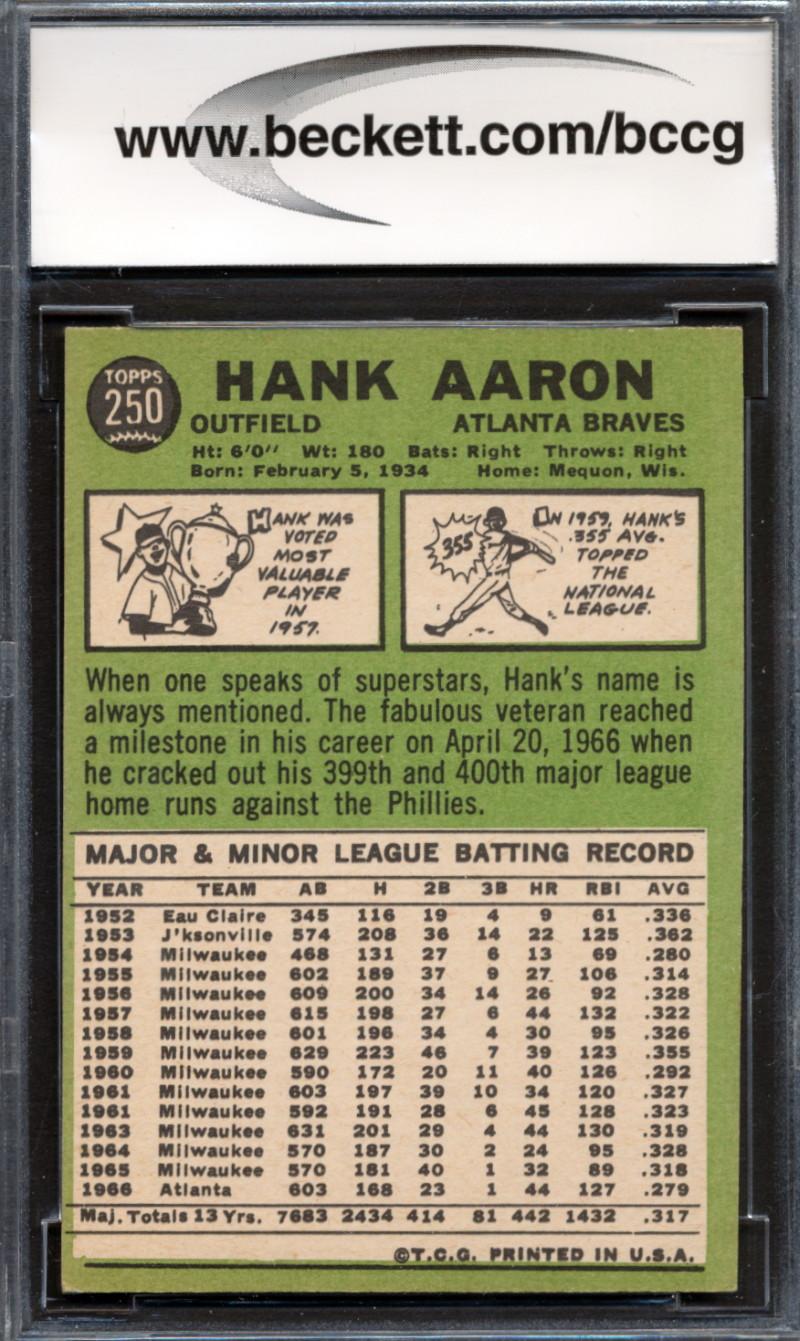 www.beckett.com/bccg
TOPPS
250
HANK AARON
OUTFIELD ATLANTA BRAVES
Ht: 6'0" Wt: 180 Bats: Right Throws: Right
Born: February 5, 1934 Home: Mequon, Wis.
HANK WAS
VOTED
MOST
VALUABLE
PLAYER
IN
1957.
355
IN 1959, HANK'S
.355 AVG.
TOPPED
THE
NATIONAL
LEAGUE.
When one speaks of superstars, Hank's name is
always mentioned. The fabulous veteran reached
a milestone in his career on April 20, 1966 when
he cracked out his 399th and 400th major league
home runs against the Phillies.
MAJOR & MINOR LEAGUE BATTING RECORD
YEAR TEAM AB H 2B 3B HR RBI AVG
1952 Eau Claire 345 116 19 4 9 61 .336
1953 J'ksonville 574 208 36 14 22 125 .362
1954 Milwaukee 468 131 27 6 13 69 .280
1955 Milwaukee 602 189 37 9 27 106 .314
1956 Milwaukee 609 200 34 14 26 92 .328
1957 Milwaukee 615 198 27 6 44 132 .322
1958 Milwaukee 601 196 34 4 30 95 .326
1959 Milwaukee 629 223 46 7 39 123 .355
1960 Milwaukee 590 172 20 11 40 126 .292
1961 Milwaukee 603 197 39 10 34 120 .327
1961 Milwaukee 592 191 28 6 45 128 .323
1963 Milwaukee 631 201 29 4 44 130 .319
1964 Milwaukee 570 187 30 2 24 95 .328
1965 Milwaukee 570 181 40 1 32 89 .318
1966 Atlanta 603 168 23 1 44 127 .279
Maj. Totals 13 Yrs. 7683 2434 414 81 442 1432 .317
©T.C.G. PRINTED IN U.S.A.